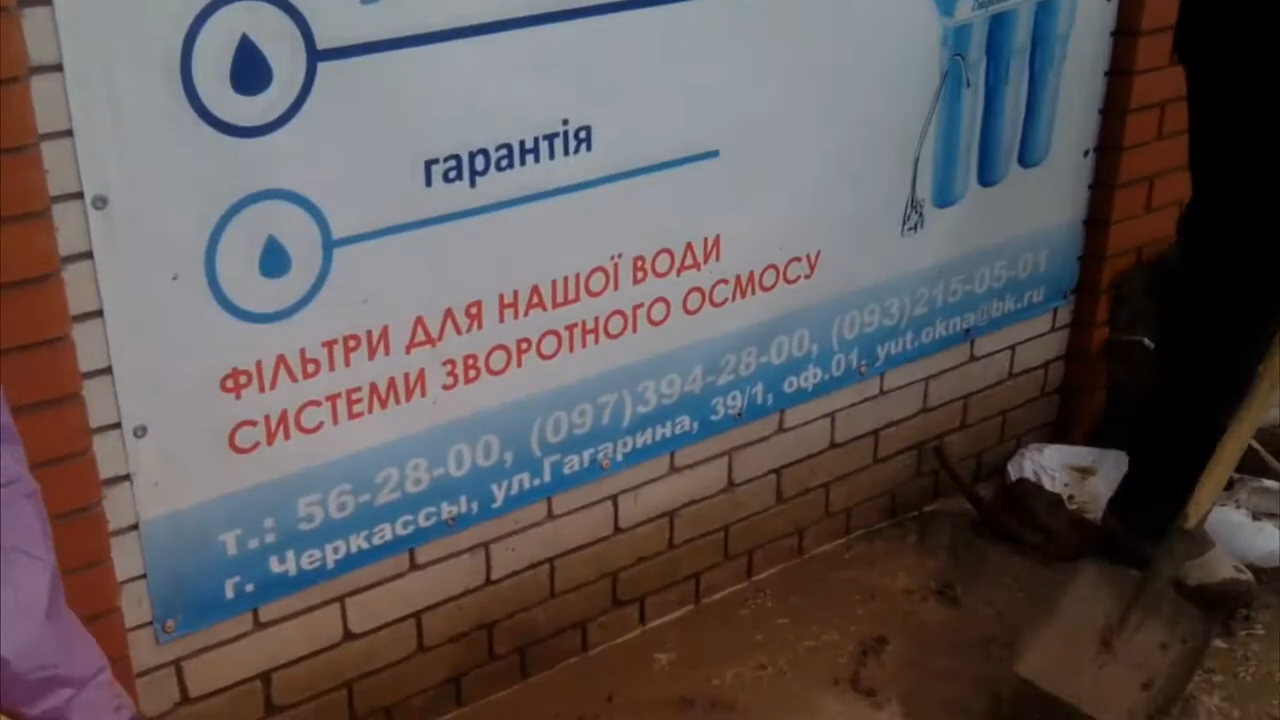 гарантія
ФІЛЬТРИ ДЛЯ НАШОЇ ВОДИ
СИСТЕМИ ЗВОРОТНОГО ОСМОСУ
т.: 56-28-00, (097)394-28-00, (093)215-05-01
г. Черкассы, ул.Гагарина, 39/1, оф.01, yut.okna@bk.ru